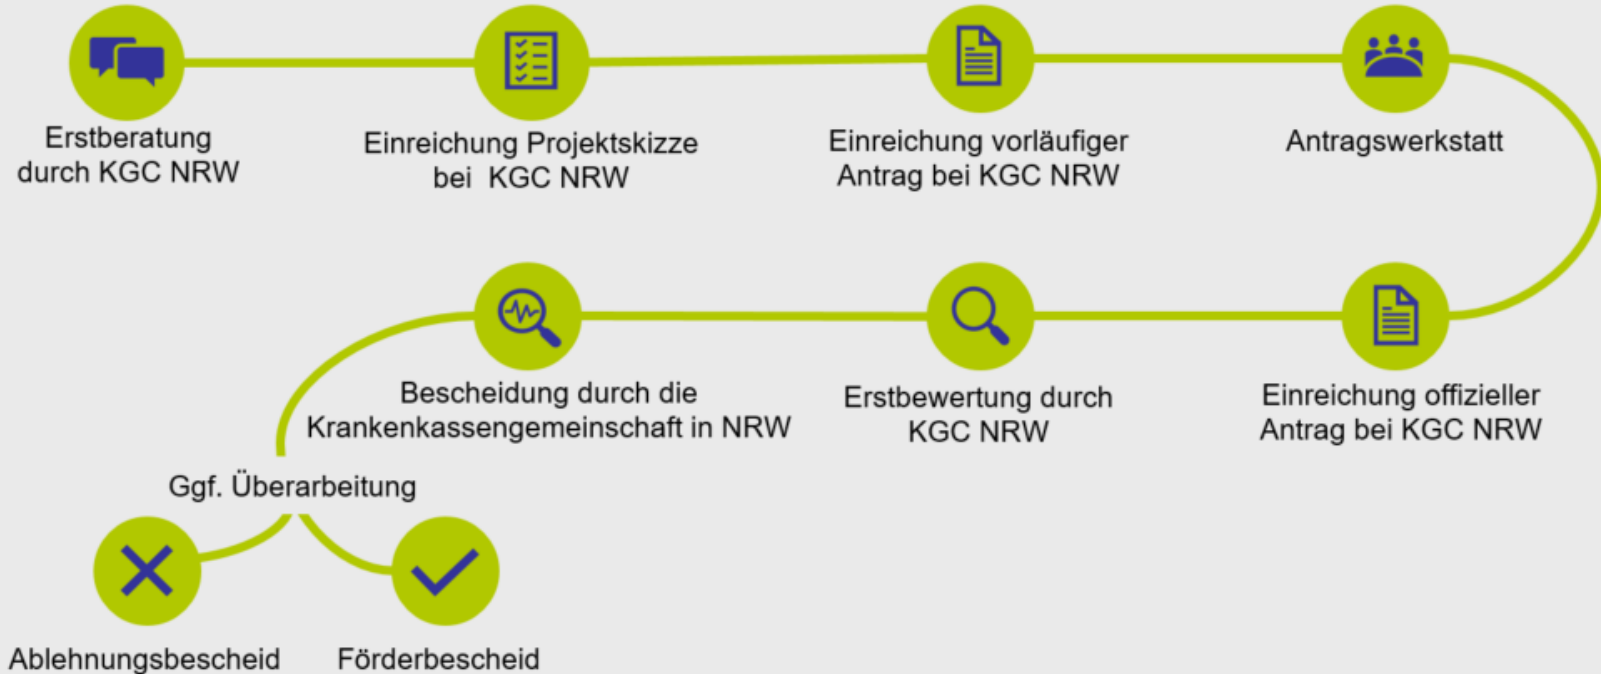 Erstberatung
durch KGC NRW
Einreichung Projektskizze
bei KGC NRW
Einreichung vorläufiger
Antrag bei KGC NRW
Antragswerkstatt
Einreichung offizieller
Antrag bei KGC NRW
Erstbewertung durch
KGC NRW
Bescheidung durch die
Krankenkassengemeinschaft in NRW
Ggf. Überarbeitung
Ablehnungsbescheid
Förderbescheid